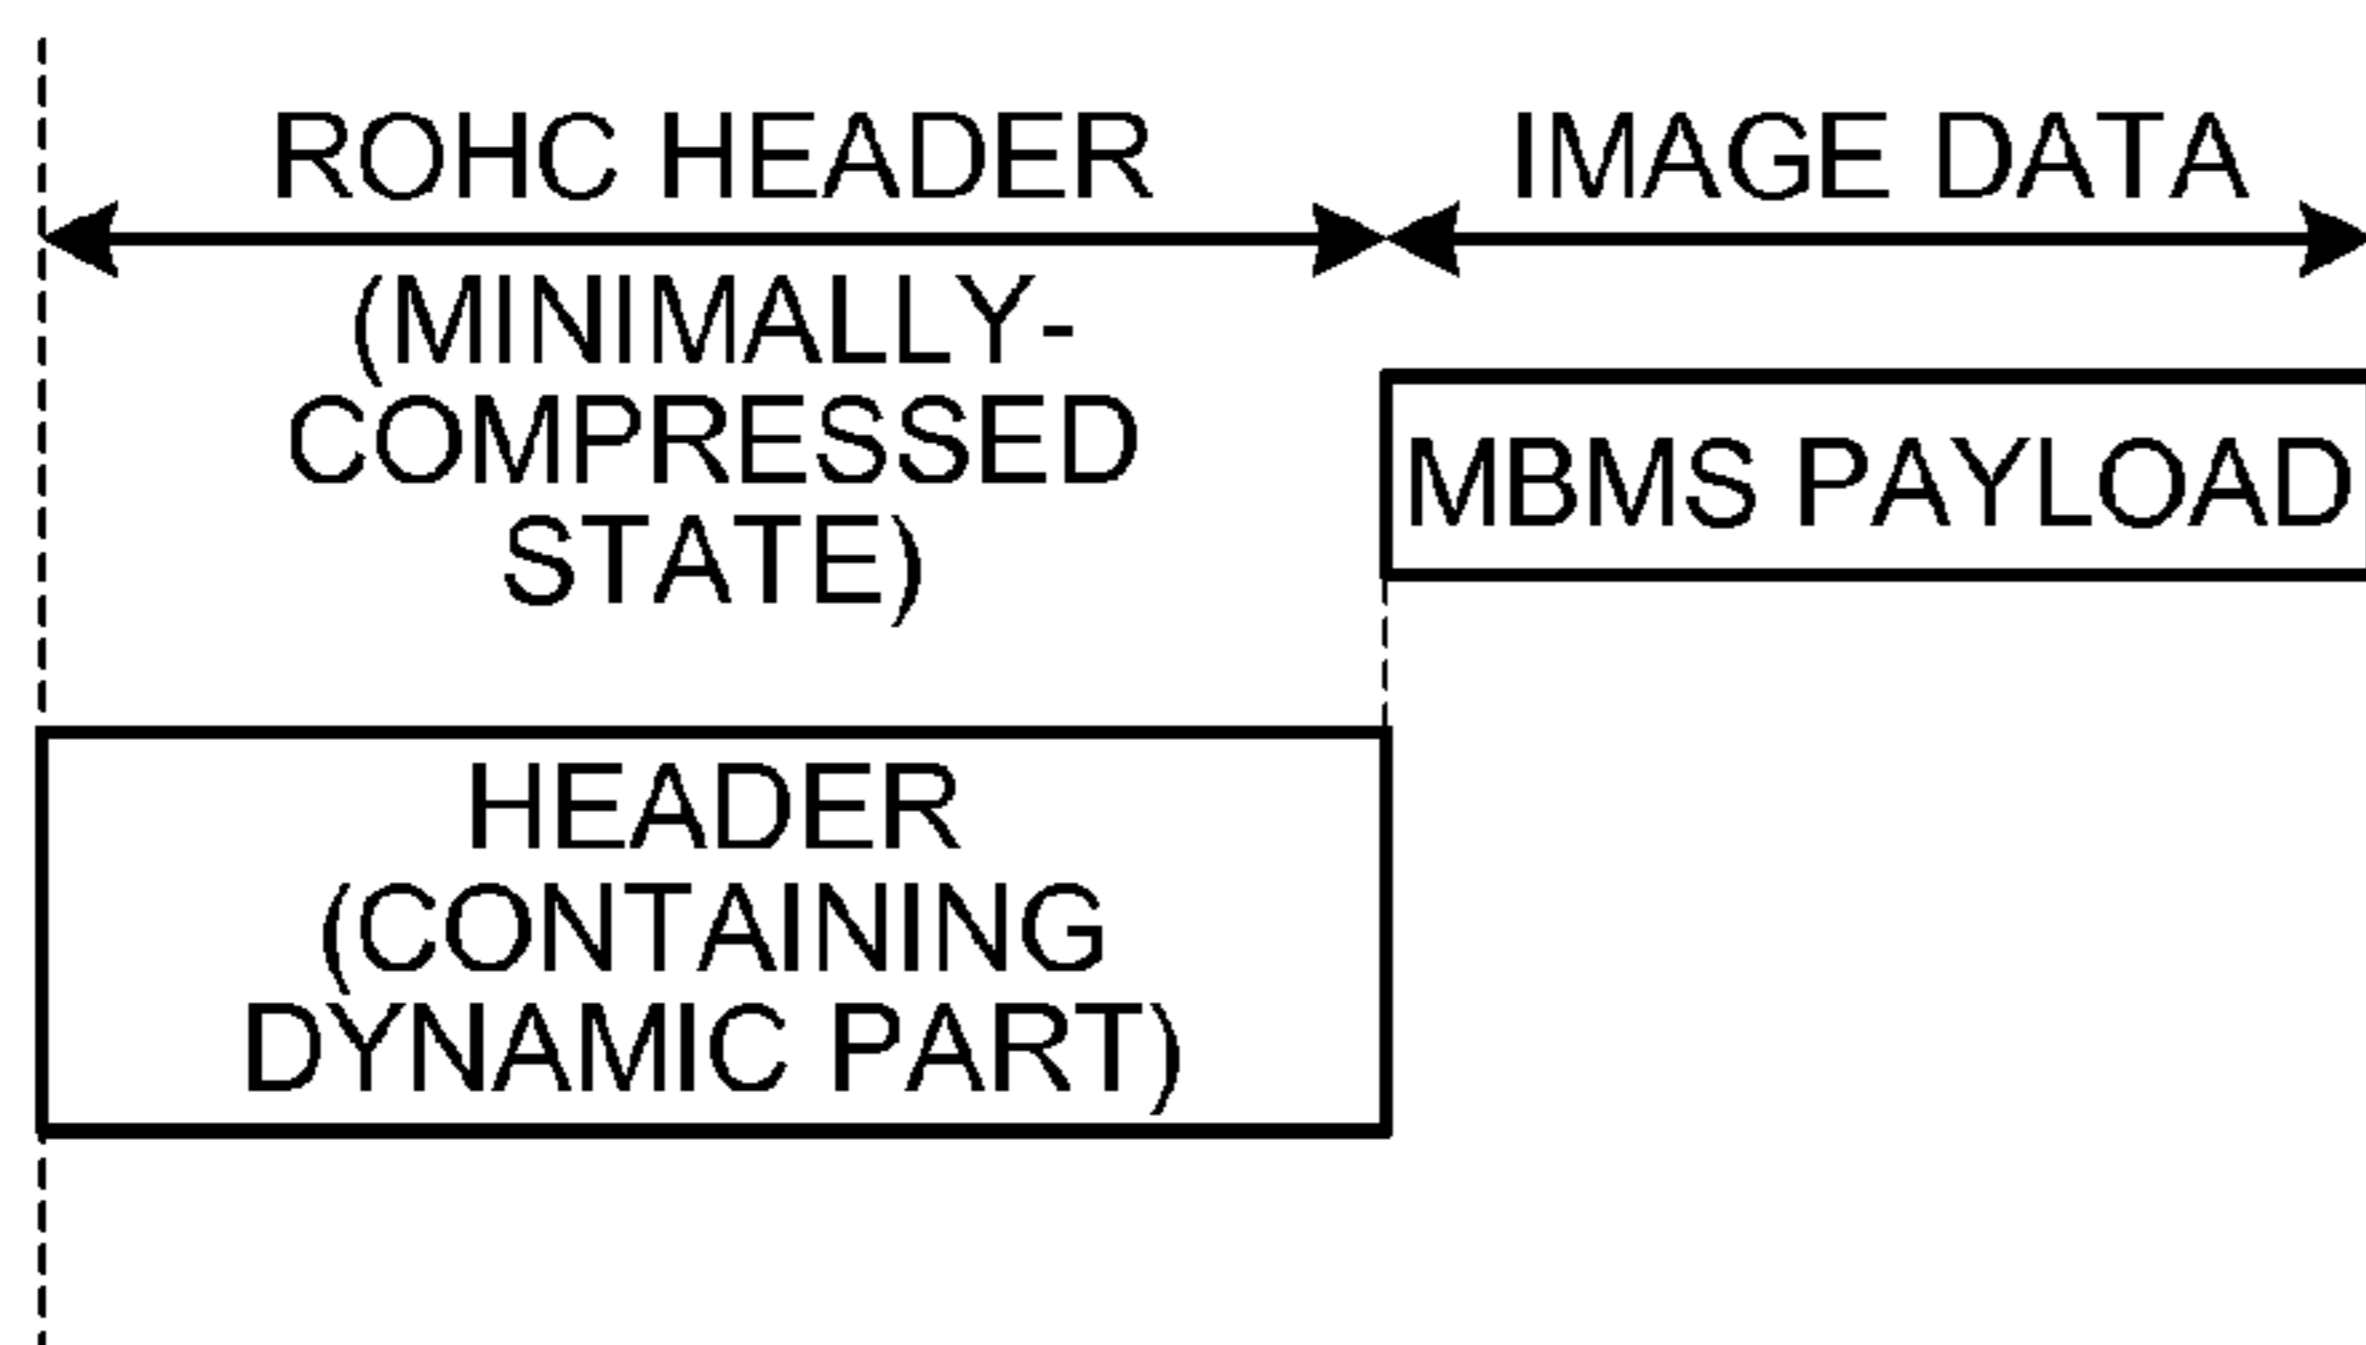 ROHC HEADER
(MINIMALLY-
COMPRESSED
STATE)
IMAGE DATA
MBMS PAYLOAD
HEADER
(CONTAINING
DYNAMIC PART)